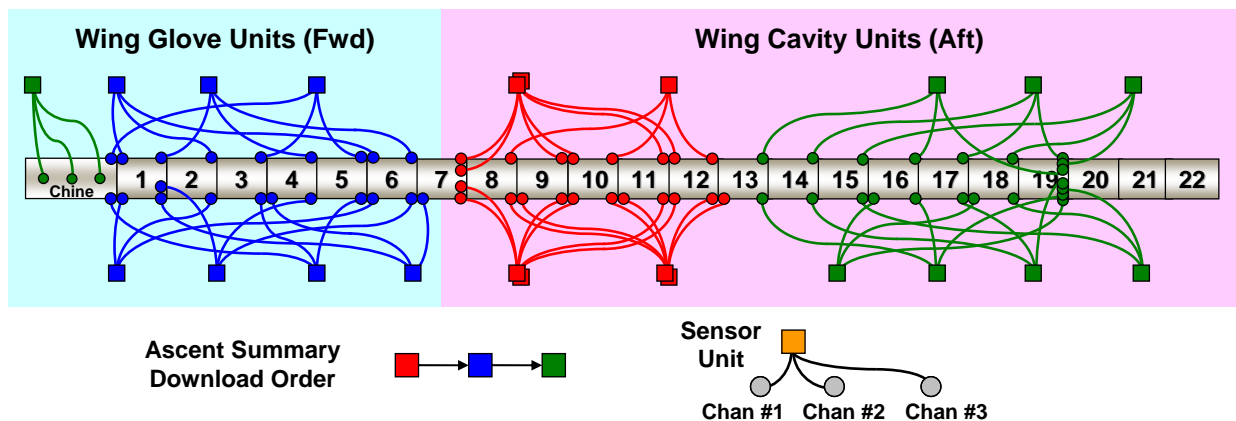 Wing Glove Units (Fwd)
Wing Cavity Units (Aft)
Chine
1 2 3 4 5 6 7 8 9 10 11 12 13 14 15 16 17 18 19 20 21 22
Ascent Summary
Download Order
Sensor
Unit
Chan #1 Chan #2 Chan #3